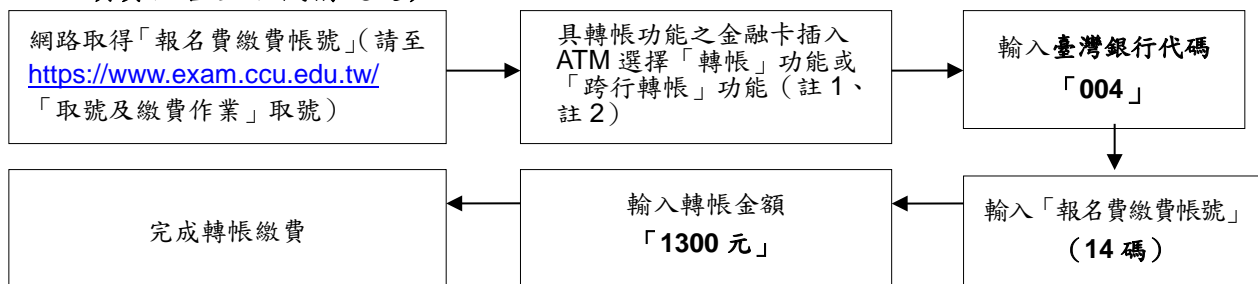 網路取得「報名費繳費帳號」(請至
https://www.exam.ccu.edu.tw/
「取號及繳費作業」取號)
具轉帳功能之金融卡插入
ATM 選擇「轉帳」功能或
「跨行轉帳」功能(註 1、
註 2)
輸入臺灣銀行代碼
「004」
輸入「報名費繳費帳號」
(14 碼)
輸入轉帳金額
「1300 元」
完成轉帳繳費